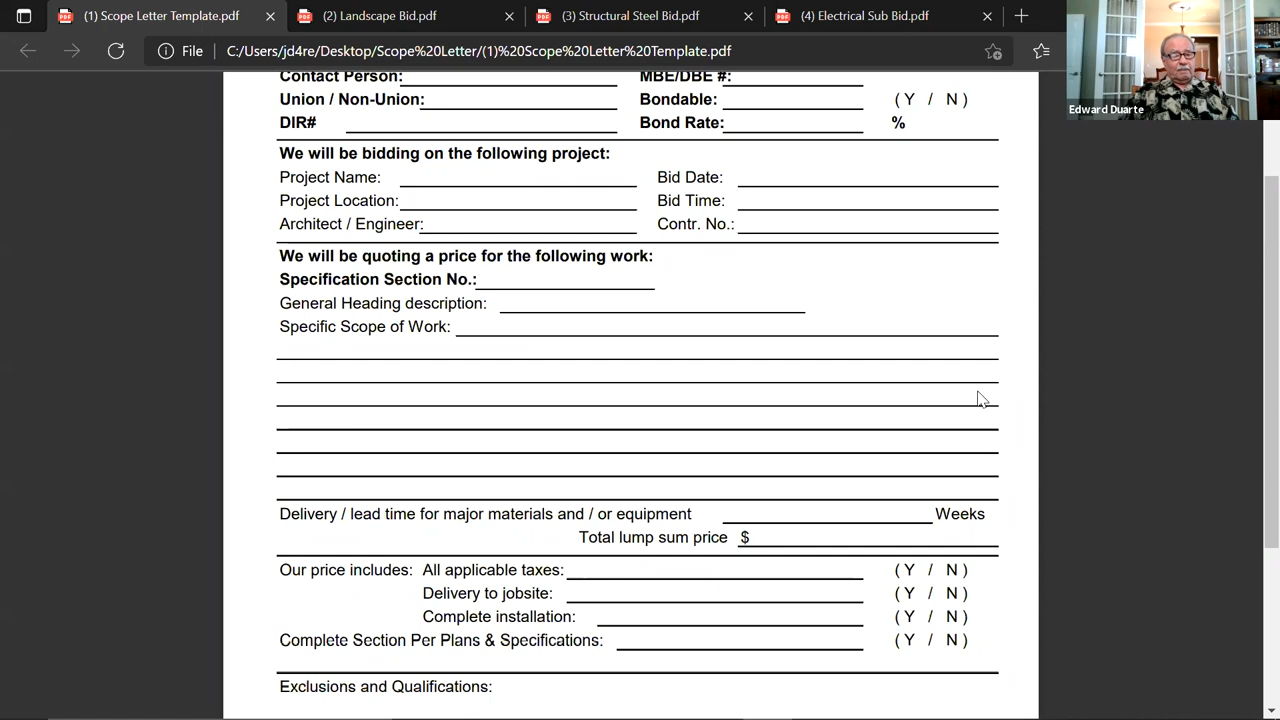 (1) Scope Letter Template.pdf
(2) Landscape Bid.pdf
(3) Structural Steel Bid.pdf
(4) Electrical Sub Bid.pdf
File C:/Users/jd4re/Desktop/Scope%20Letter/(1)%20Scope%20Letter%20Template.pdf
Edward Duarte
Contact Person: MBE/DBE #:
Union / Non-Union: Bondable: ( Y / N )
DIR# Bond Rate: %
We will be bidding on the following project:
Project Name: Bid Date:
Project Location: Bid Time:
Architect / Engineer: Contr. No.:
We will be quoting a price for the following work:
Specification Section No.:
General Heading description:
Specific Scope of Work:
Delivery / lead time for major materials and / or equipment Weeks
Total lump sum price $
Our price includes: All applicable taxes: ( Y / N )
Delivery to jobsite: ( Y / N )
Complete installation: ( Y / N )
Complete Section Per Plans & Specifications: ( Y / N )
Exclusions and Qualifications: